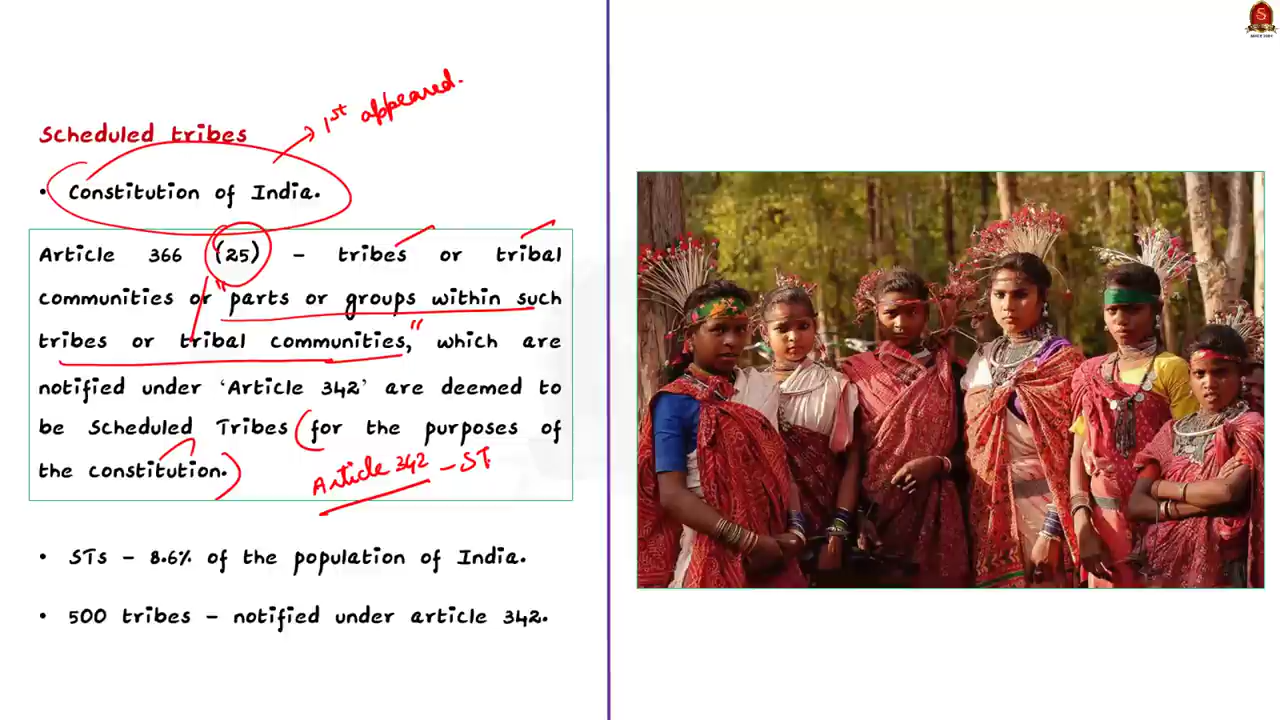 1st appeared.
Scheduled tribes
• Constitution of India.
Article 366 (25) – tribes or tribal
communities or "parts or groups within such
tribes or tribal communities," which are
notified under ‘Article 342’ are deemed to
be Scheduled Tribes (for the purposes of
the constitution.)
Article 342 – ST
• STs – 8.6% of the population of India.
• 500 tribes – notified under article 342.